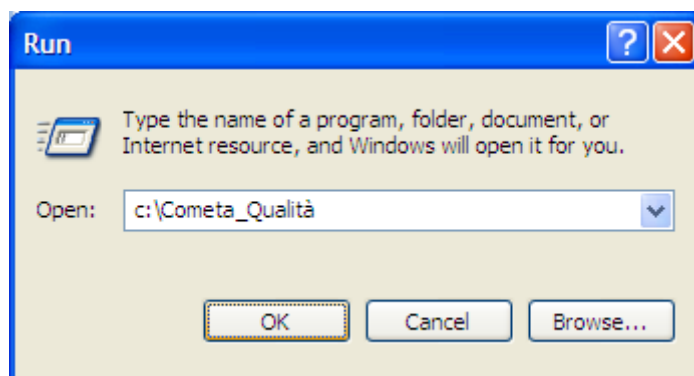 Run
Type the name of a program, folder, document, or
Internet resource, and Windows will open it for you.
Open: c:\Cometa_Qualità
OK Cancel Browse...